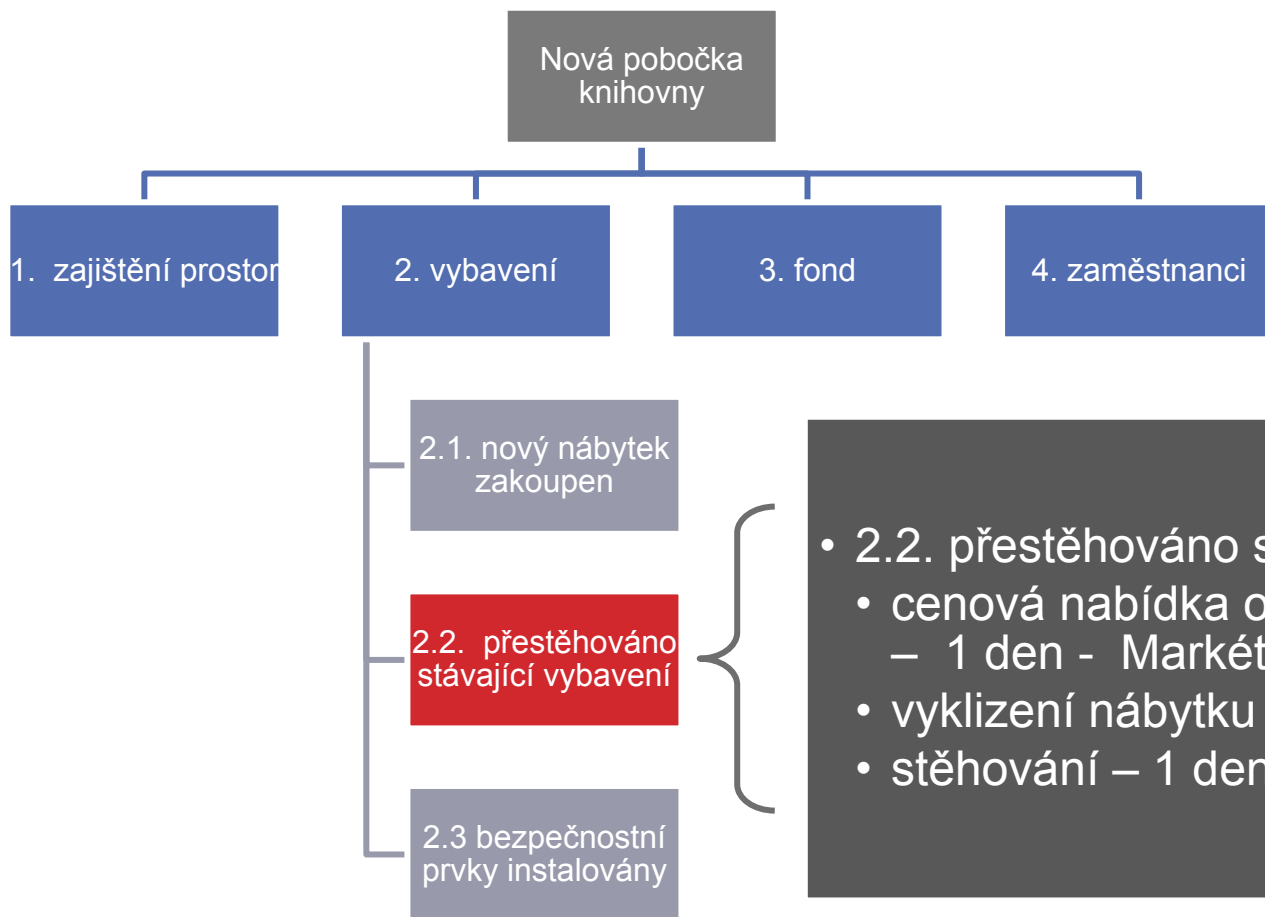 Nová pobočka
knihovny
1. zajištění prostor
2. vybavení
3. fond
4. zaměstnanci
2.1. nový nábytek
zakoupen
2.2. přestěhováno
stávající vybavení
2.3 bezpečnostní
prvky instalovány
• 2.2. přestěhováno
• cenová nabídka
– 1 den -
• vyklizení nábytku
• stěhování – 1 den